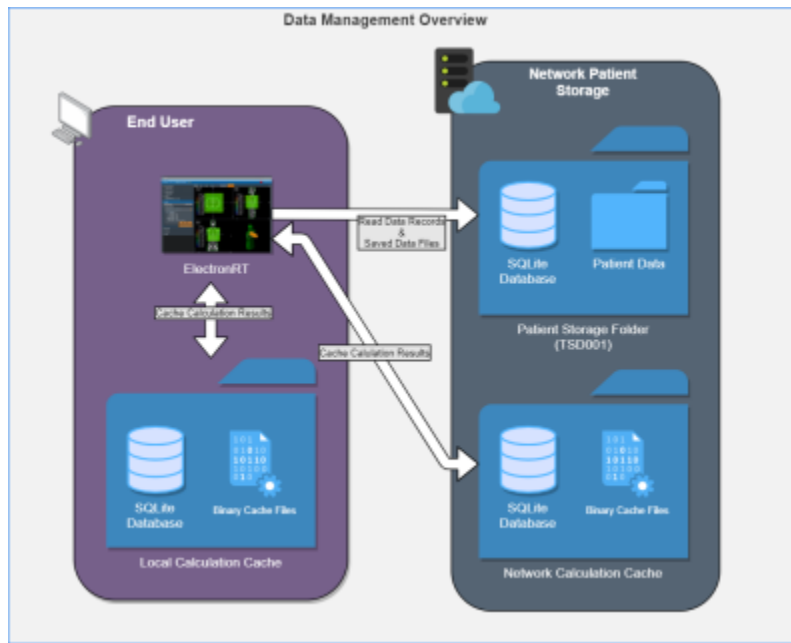 Data Management Overview
Network Patient
Storage
End User
ElectronRT
Read Data Records
&
Saved Data Files
SQLite
Database
Patient Data
Patient Storage Folder
(TSD001)
Cache Calculation Results
Cache Calulation Results
SQLite
Database
Binary Cache Files
Local Calculation Cache
SQLite
Database
Binary Cache Files
Network Calculation Cache